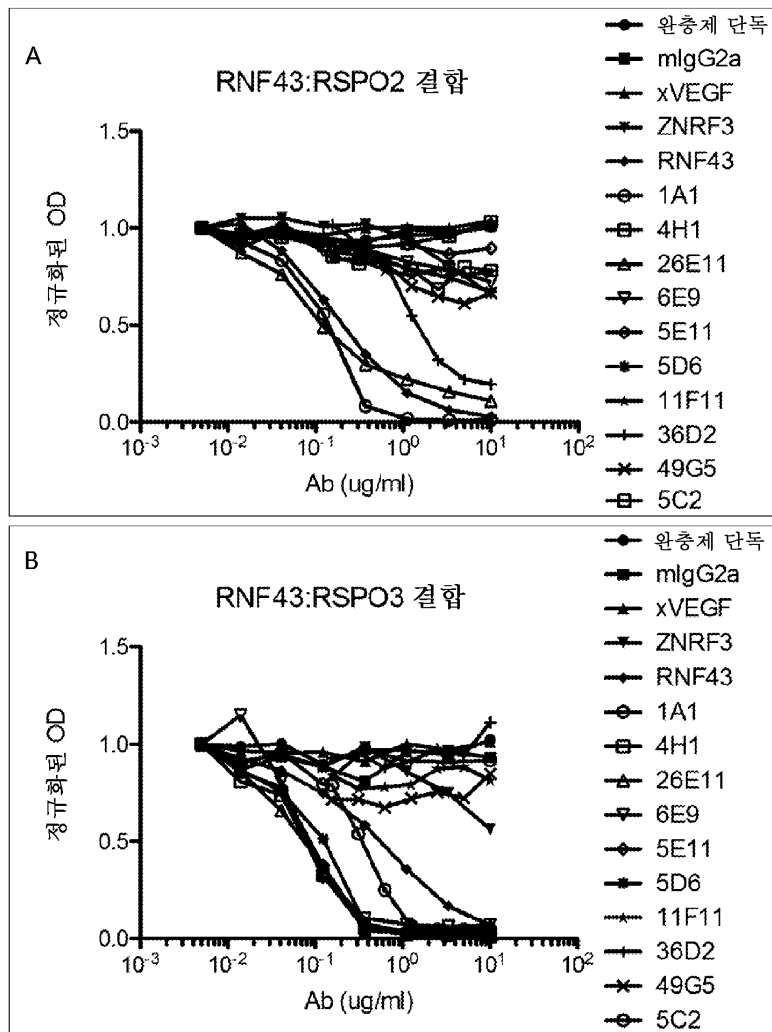 A
RNF43:RSPO2 결합
정규화된 OD
1.5
1.0
0.5
0.0
10-3
10-2
10-1
100
101
102
Ab (ug/ml)
완충제 단독
mIgG2a
xVEGF
ZNRF3
RNF43
1A1
4H1
26E11
6E9
5E11
5D6
11F11
36D2
49G5
5C2
B
RNF43:RSPO3 결합
정규화된 OD
1.5
1.0
0.5
0.0
10-3
10-2
10-1
100
101
102
Ab (ug/ml)
완충제 단독
mIgG2a
xVEGF
ZNRF3
RNF43
1A1
4H1
26E11
6E9
5E11
5D6
11F11
36D2
49G5
5C2